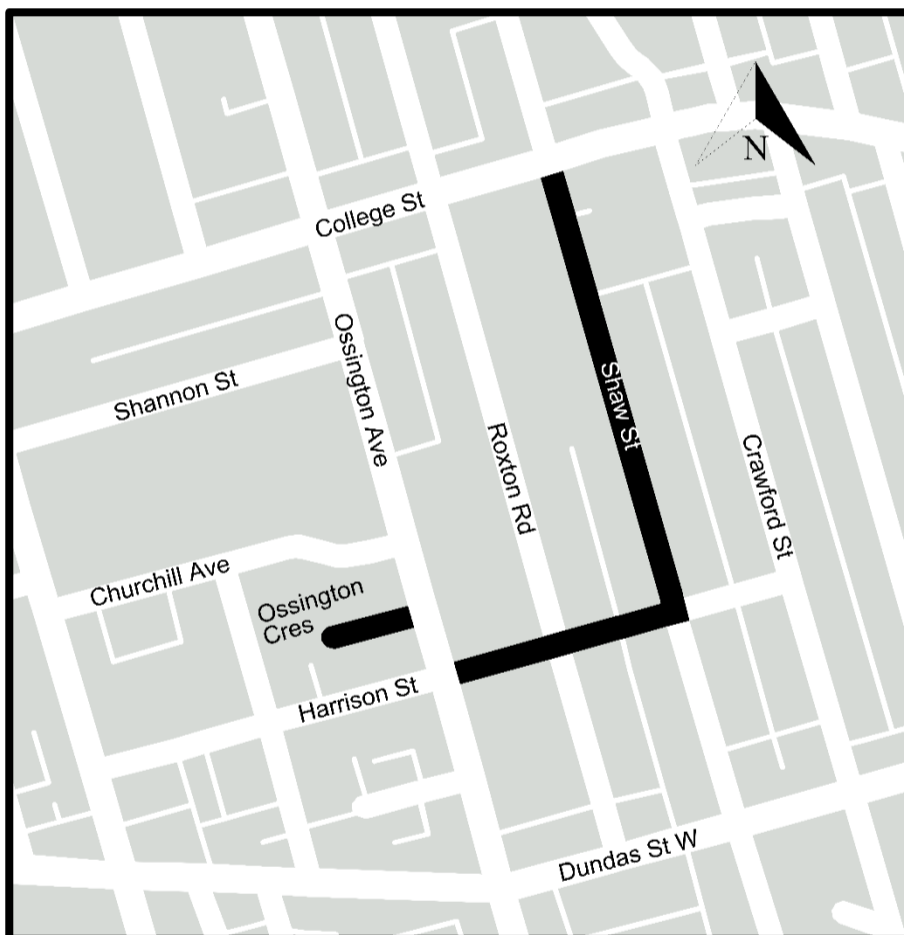 N
College St
Ossington Ave
Shannon St
Shaw St
Roxton Rd
Crawford St
Churchill Ave
Ossington
Cres
Harrison St
Dundas St W